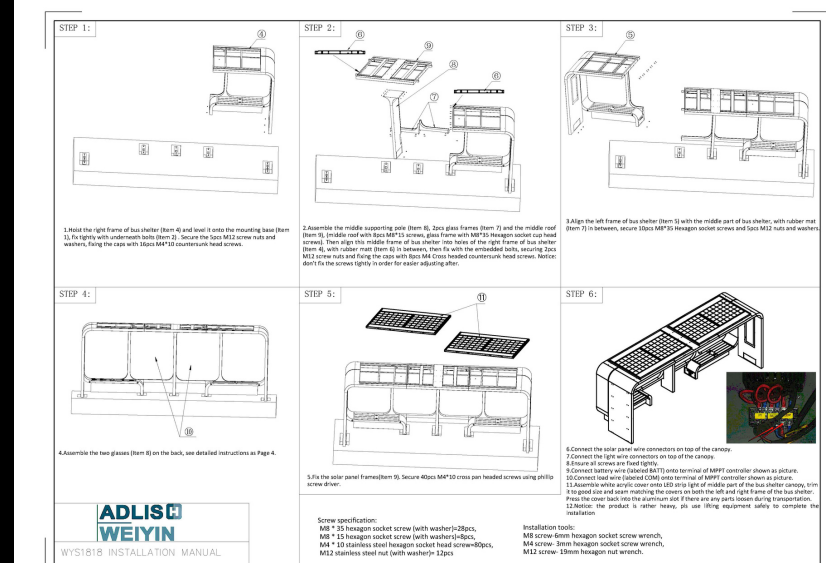 STEP 1:
④
1.Hoist the right frame of bus shelter (Item 4) and level it onto the mounting base (Item
1), fix tightly with underneath bolts (Item 2) . Secure the 5pcs M12 screw nuts and
washers, fixing the caps with 16pcs M4*10 countersunk head screws.
STEP 2:
⑥
⑨
⑧
⑥
⑦
2.Assemble the middle supporting pole (Item 8), 2pcs glass frames (Item 7) and the middle roof
(Item 9), (middle roof with 8pcs M8*15 screws, glass frame with M8*35 Hexagon socket cup head
screws). Then align this middle frame of bus shelter into holes of the right frame of bus shelter
(Item 4), with rubber matt (Item 6) in between, then fix with the embedded bolts, securing 2pcs
M12 screw nuts and fixing the caps with 8pcs M4 Cross headed countersunk head screws. Notice:
don't fix the screws tightly in order for easier adjusting after.
STEP 3:
⑤
3.Align the left frame of bus shelter (Item 5) with the middle part of bus shelter, with rubber mat
(Item 7) in between, secure 10pcs M8*35 Hexagon socket screws and 5pcs M12 nuts and washers.
STEP 4:
⑩
4.Assemble the two glasses (Item 8) on the back, see detailed instructions as Page 4.
STEP 5:
⑪
5.Fix the solar panel frames(Item 9). Secure 40pcs M4*10 cross pan headed screws using phillip
screw driver.
STEP 6:
6.Connect the solar panel wire connectors on top of the canopy.
7.Connect the light wire connectors on top of the canopy.
8.Ensure all screws are fixed tightly.
9.Connect battery wire (labeled BATT) onto terminal of MPPT controller shown as picture.
10.Connect load wire (labeled COM) onto terminal of MPPT controller shown as picture.
11.Assemble white acrylic cover onto LED strip light of middle part of the bus shelter canopy, trim
it to good size and seam matching the covers on both the left and right frame of the bus shelter.
Press the cover back into the aluminum slot if there are any parts loosen during transportation.
12.Notice: the product is rather heavy, pls use lifting equipment safely to complete the
installation
ADLIS
WEIYIN
WYS1818 INSTALLATION MANUAL
Screw specification:
M8 * 35 hexagon socket screw (with washer)=28pcs,
M8 * 15 hexagon socket screw (with washers)=8pcs,
M4 * 10 stainless steel hexagon socket head screw=80pcs,
M12 stainless steel nut (with washer)= 12pcs
Installation tools:
M8 screw-6mm hexagon socket screw wrench,
M4 screw- 3mm hexagon socket screw wrench,
M12 screw- 19mm hexagon nut wrench.